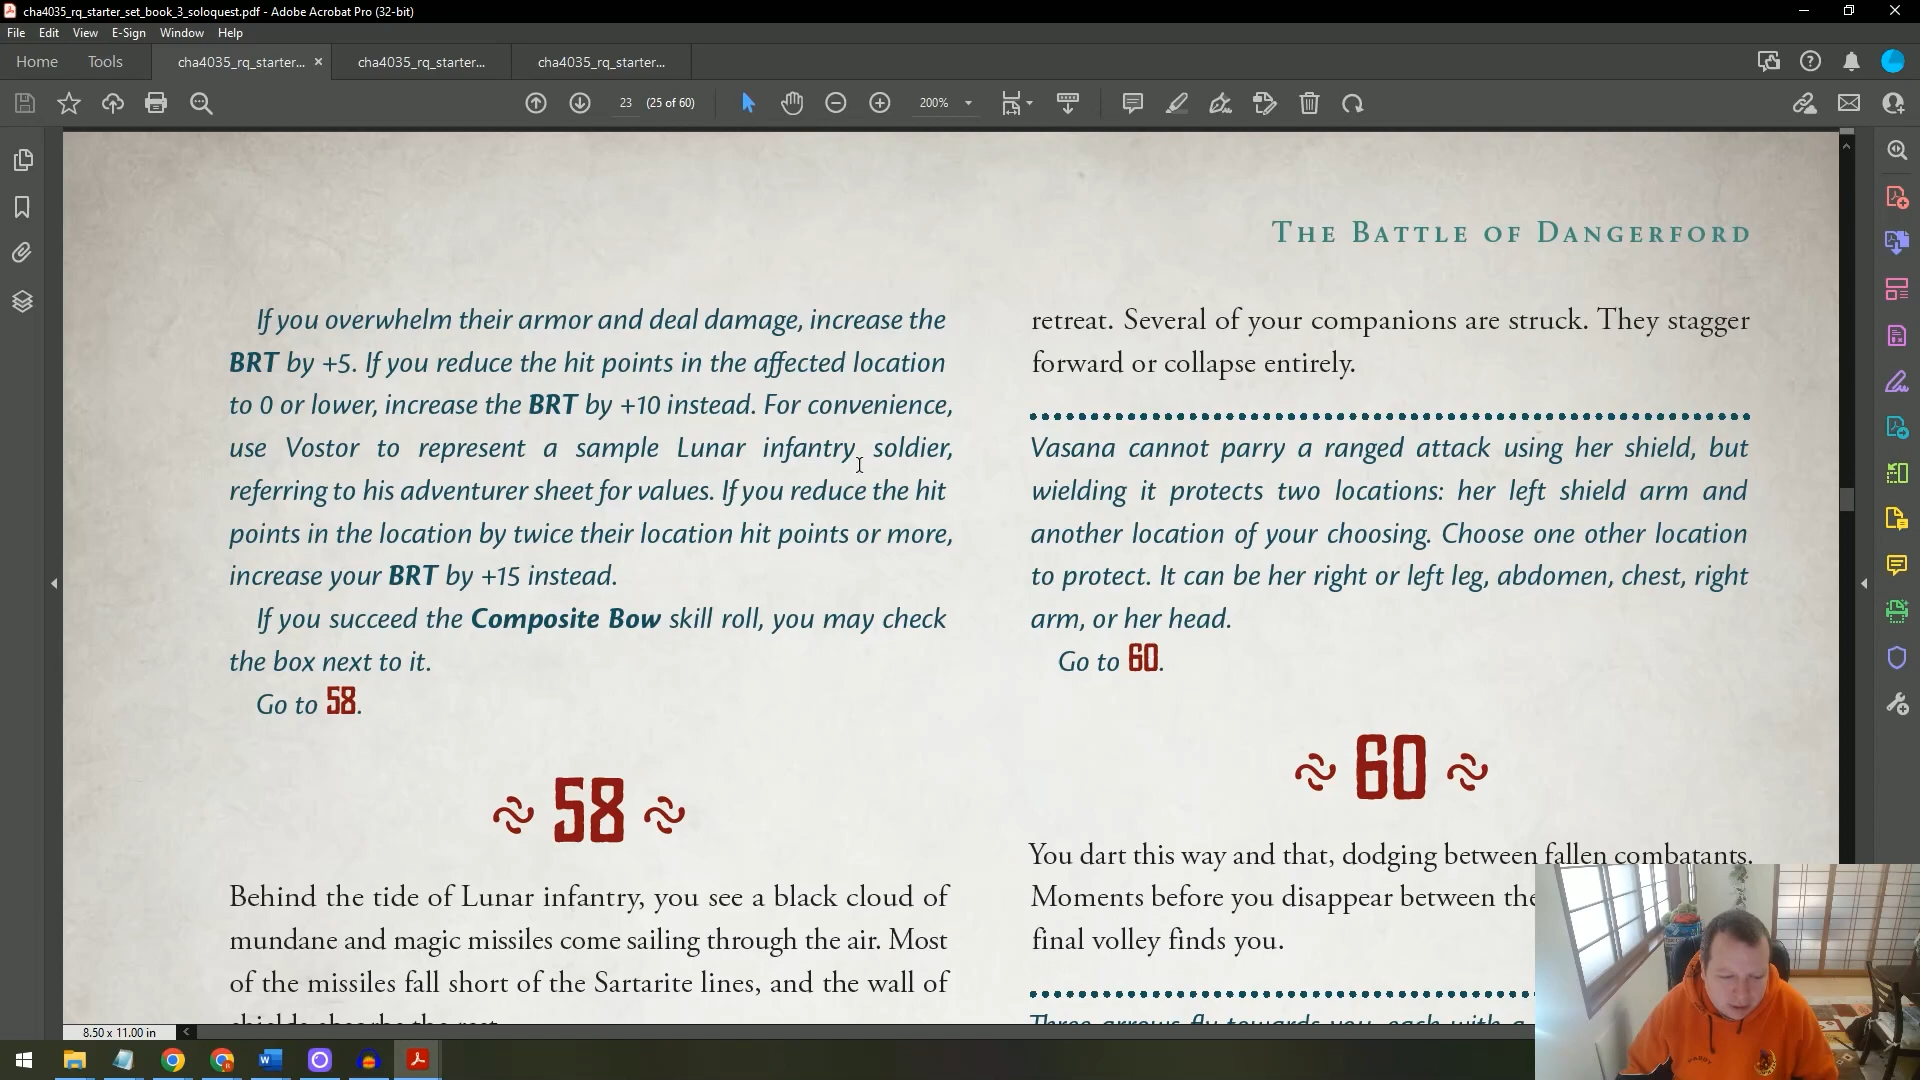 cha4035_rq_starter_set_book_3_soloquest.pdf - Adobe Acrobat Pro (32-bit)
File Edit View E-Sign Window Help
Home Tools cha4035_rq_starter... × cha4035_rq_starter... cha4035_rq_starter...
23 (25 of 60) 200%
The Battle of Dangerford
If you overwhelm their armor and deal damage, increase the
BRT by +5. If you reduce the hit points in the affected location
to 0 or lower, increase the BRT by +10 instead. For convenience,
use Vostor to represent a sample Lunar infantry soldier,
referring to his adventurer sheet for values. If you reduce the hit
points in the location by twice their location hit points or more,
increase your BRT by +15 instead.
If you succeed the Composite Bow skill roll, you may check
the box next to it.
Go to 58.
58
Behind the tide of Lunar infantry, you see a black cloud of
mundane and magic missiles come sailing through the air. Most
of the missiles fall short of the Sartarite lines, and the wall of
shields absorbs the rest.
retreat. Several of your companions are struck. They stagger
forward or collapse entirely.
Vasana cannot parry a ranged attack using her shield, but
wielding it protects two locations: her left shield arm and
another location of your choosing. Choose one other location
to protect. It can be her right or left leg, abdomen, chest, right
arm, or her head.
Go to 60.
60
You dart this way and that, dodging between fallen combatants.
Moments before you disappear between the
final volley finds you.
Three arrows fly towards you, each with a
8.50 x 11.00 in